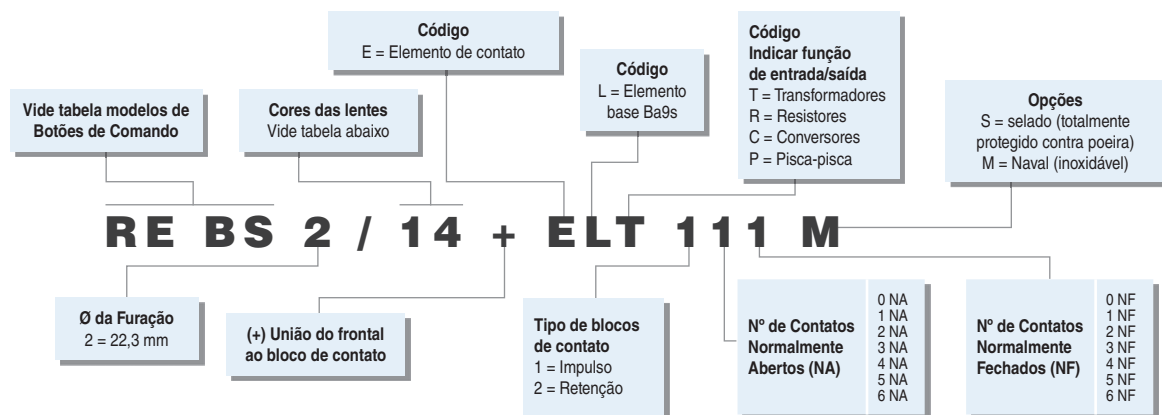 Código
E = Elemento de contato
Código
Indicar função
de entrada/saída
T = Transformadores
R = Resistores
C = Conversores
P = Pisca-pisca
Código
L = Elemento
base Ba9s
Vide tabela modelos de
Botões de Comando
Cores das lentes
Vide tabela abaixo
Opções
S = selado (totalmente
protegido contra poeira)
M = Naval (inoxidável)
RE BS 2 / 14 + ELT 111 M
Ø da Furação
2 = 22,3 mm
(+) União do frontal
ao bloco de contato
Tipo de blocos
de contato
1 = Impulso
2 = Retenção
Nº de Contatos
Normalmente
Abertos (NA)
0 NA
1 NA
2 NA
3 NA
4 NA
5 NA
6 NA
Nº de Contatos
Normalmente
Fechados (NF)
0 NF
1 NF
2 NF
3 NF
4 NF
5 NF
6 NF